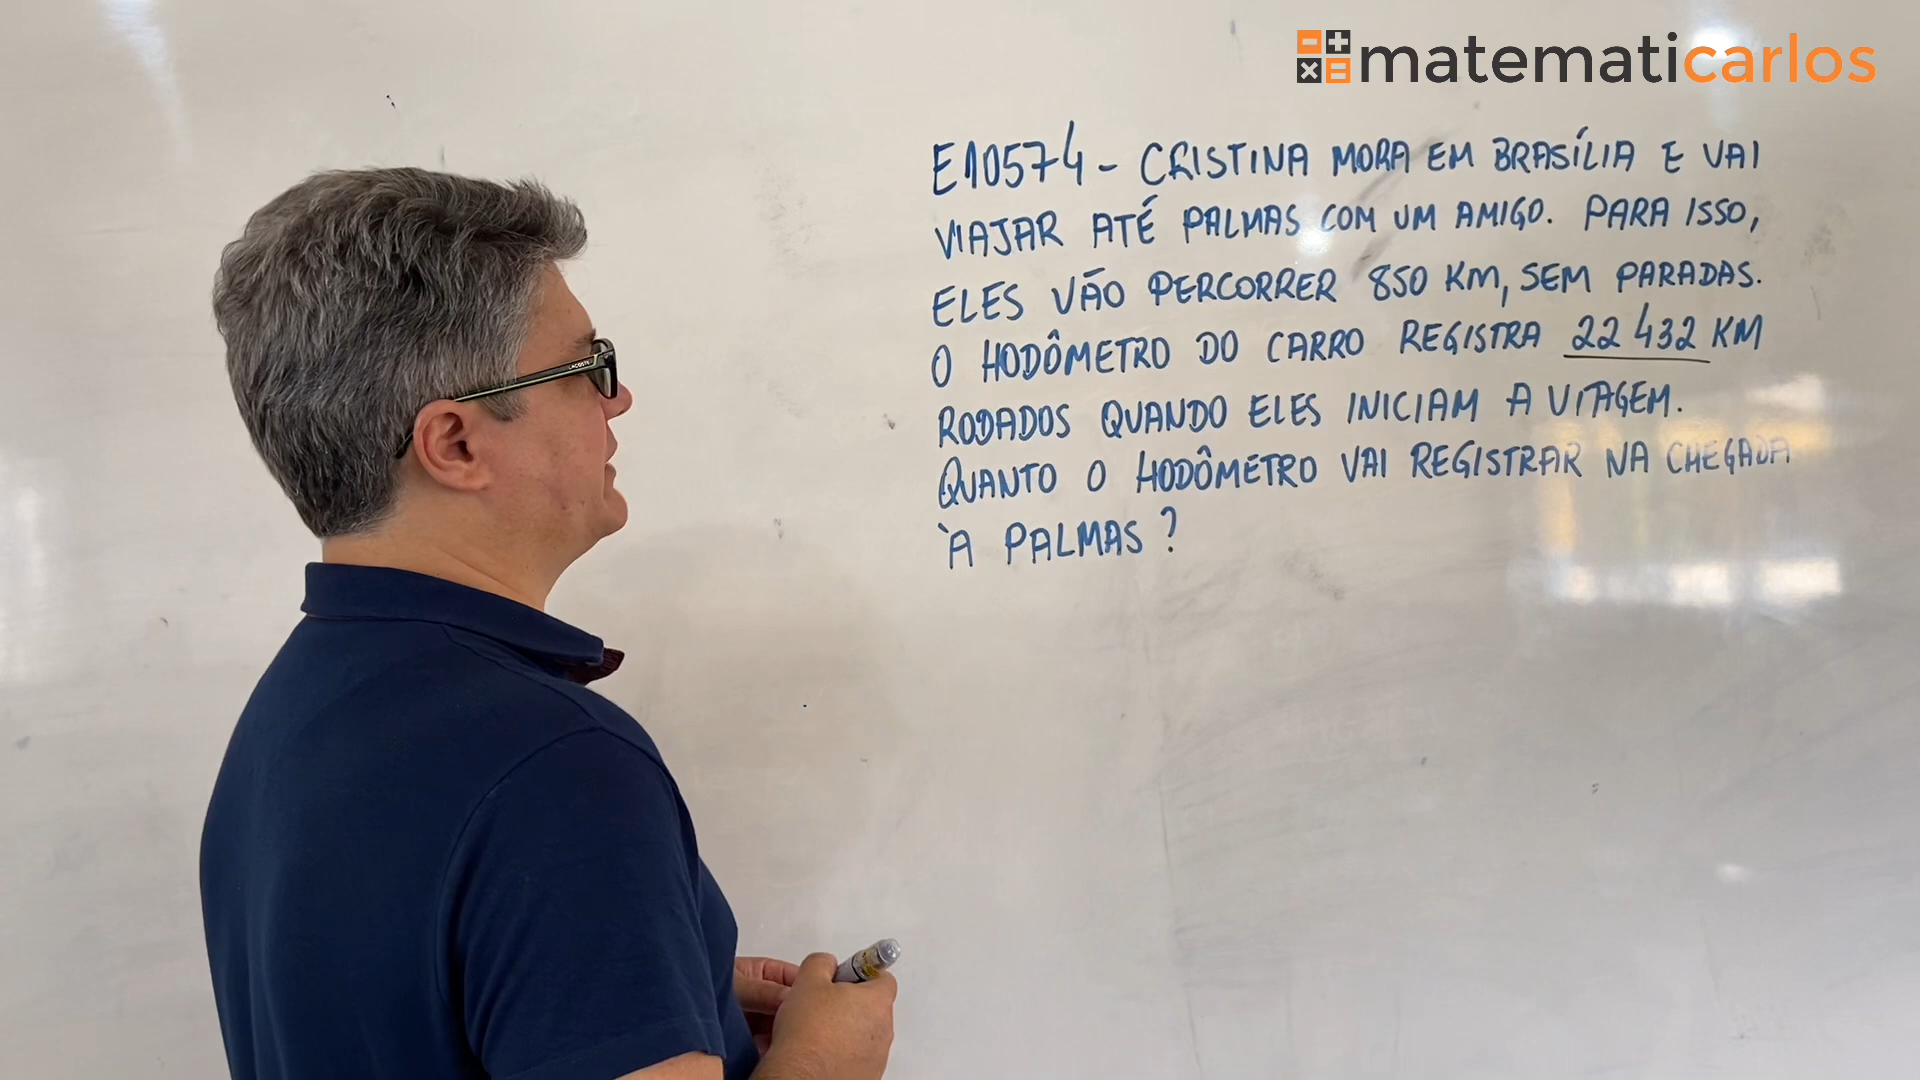 matematicarlos
E10574 - CRISTINA MORA EM BRASÍLIA E VAI
VIAJAR ATÉ PALMAS COM UM AMIGO. PARA ISSO,
ELES VÃO PERCORRER 850 KM, SEM PARADAS.
O HODÔMETRO DO CARRO REGISTRA 22 432 KM
RODADOS QUANDO ELES INICIAM A VIAGEM.
QUANTO O HODÔMETRO VAI REGISTRAR NA CHEGADA
À PALMAS?
LACOSTE